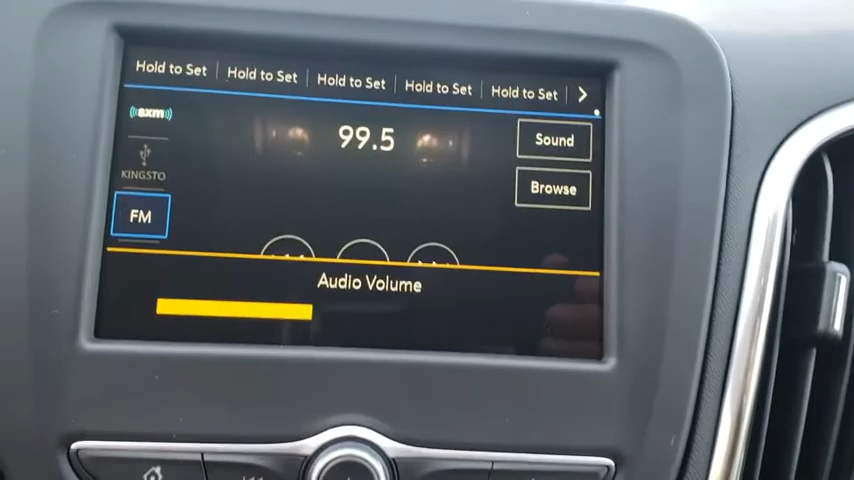 Hold to Set Hold to Set Hold to Set Hold to Set Hold to Set
sxm
99.5
Sound
KINGSTO
Browse
FM
Audio Volume